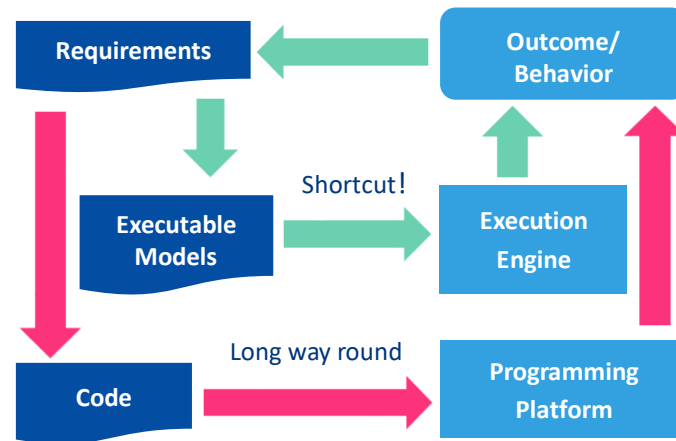 Requirements
Outcome/
Behavior
Shortcut!
Executable
Models
Execution
Engine
Long way round
Code
Programming
Platform